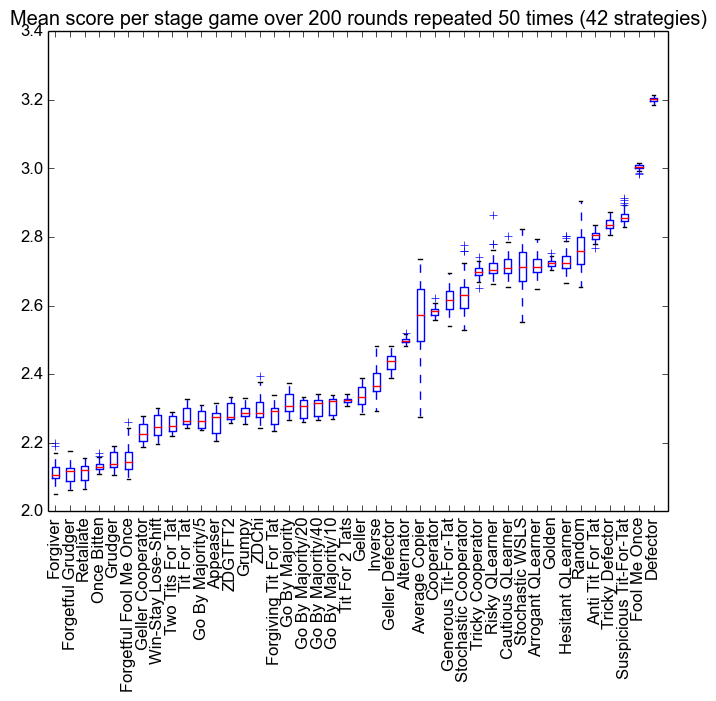 Mean score per stage game over 200 rounds repeated 50 times (42 strategies)
3.4
3.2
3.0
2.8
2.6
2.4
2.2
2.0
Forgiver
Forgetful Grudger
Retaliate
Once Bitten
Grudger
Forgetful Fool Me Once
Geller Cooperator
Win-Stay Lose-Shift
Two Tits For Tat
Tit For Tat
Go By Majority/5
Appeaser
ZDGTFT2
Grumpy
ZDChi
Forgiving Tit For Tat
Go By Majority
Go By Majority/20
Go By Majority/40
Go By Majority/10
Tit For 2 Tats
Geller
Inverse
Geller Defector
Alternator
Average Copier
Cooperator
Generous Tit-For-Tat
Stochastic Cooperator
Tricky Cooperator
Risky QLearner
Cautious QLearner
Stochastic WSLS
Arrogant QLearner
Golden
Hesitant QLearner
Random
Anti Tit For Tat
Tricky Defector
Suspicious Tit-For-Tat
Fool Me Once
Defector